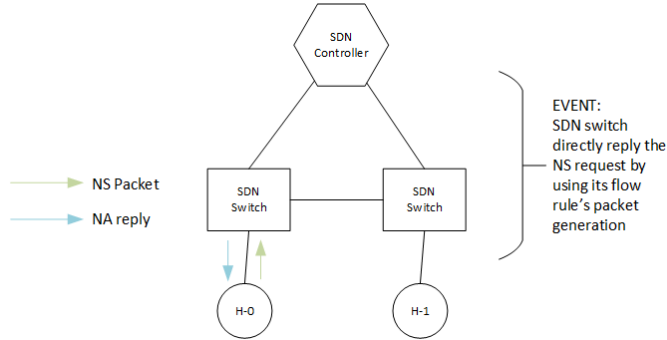 SDN
Controller
EVENT:
SDN switch
directly reply the
NS request by
using its flow
rule's packet
generation
NS Packet
NA reply
SDN
Switch
SDN
Switch
H-0
H-1